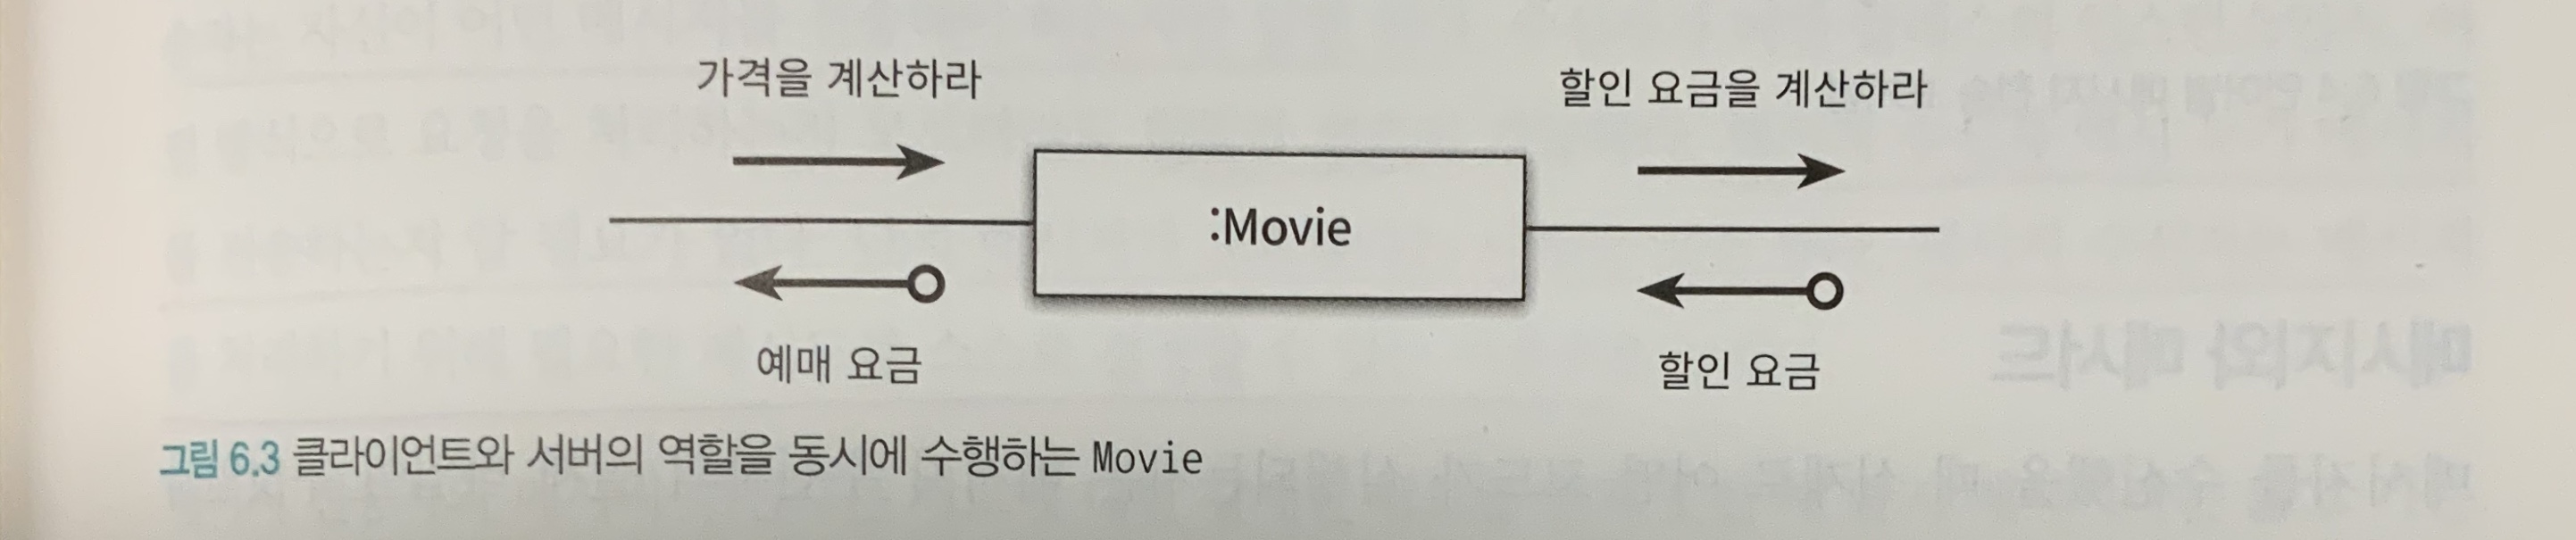 가격을 계산하라
할인 요금을 계산하라
:Movie
예매 요금
할인 요금
그림 6.3 클라이언트와 서버의 역할을 동시에 수행하는 Movie